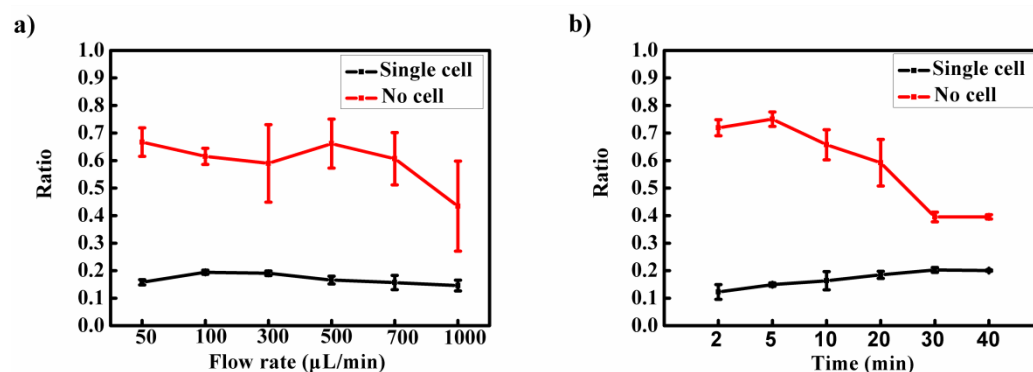 a)
Ratio
1.0
0.9
0.8
0.7
0.6
0.5
0.4
0.3
0.2
0.1
0.0
Single cell
No cell
50 100 300 500 700 1000
Flow rate (µL/min)
b)
Ratio
1.0
0.9
0.8
0.7
0.6
0.5
0.4
0.3
0.2
0.1
0.0
Single cell
No cell
2 5 10 20 30 40
Time (min)